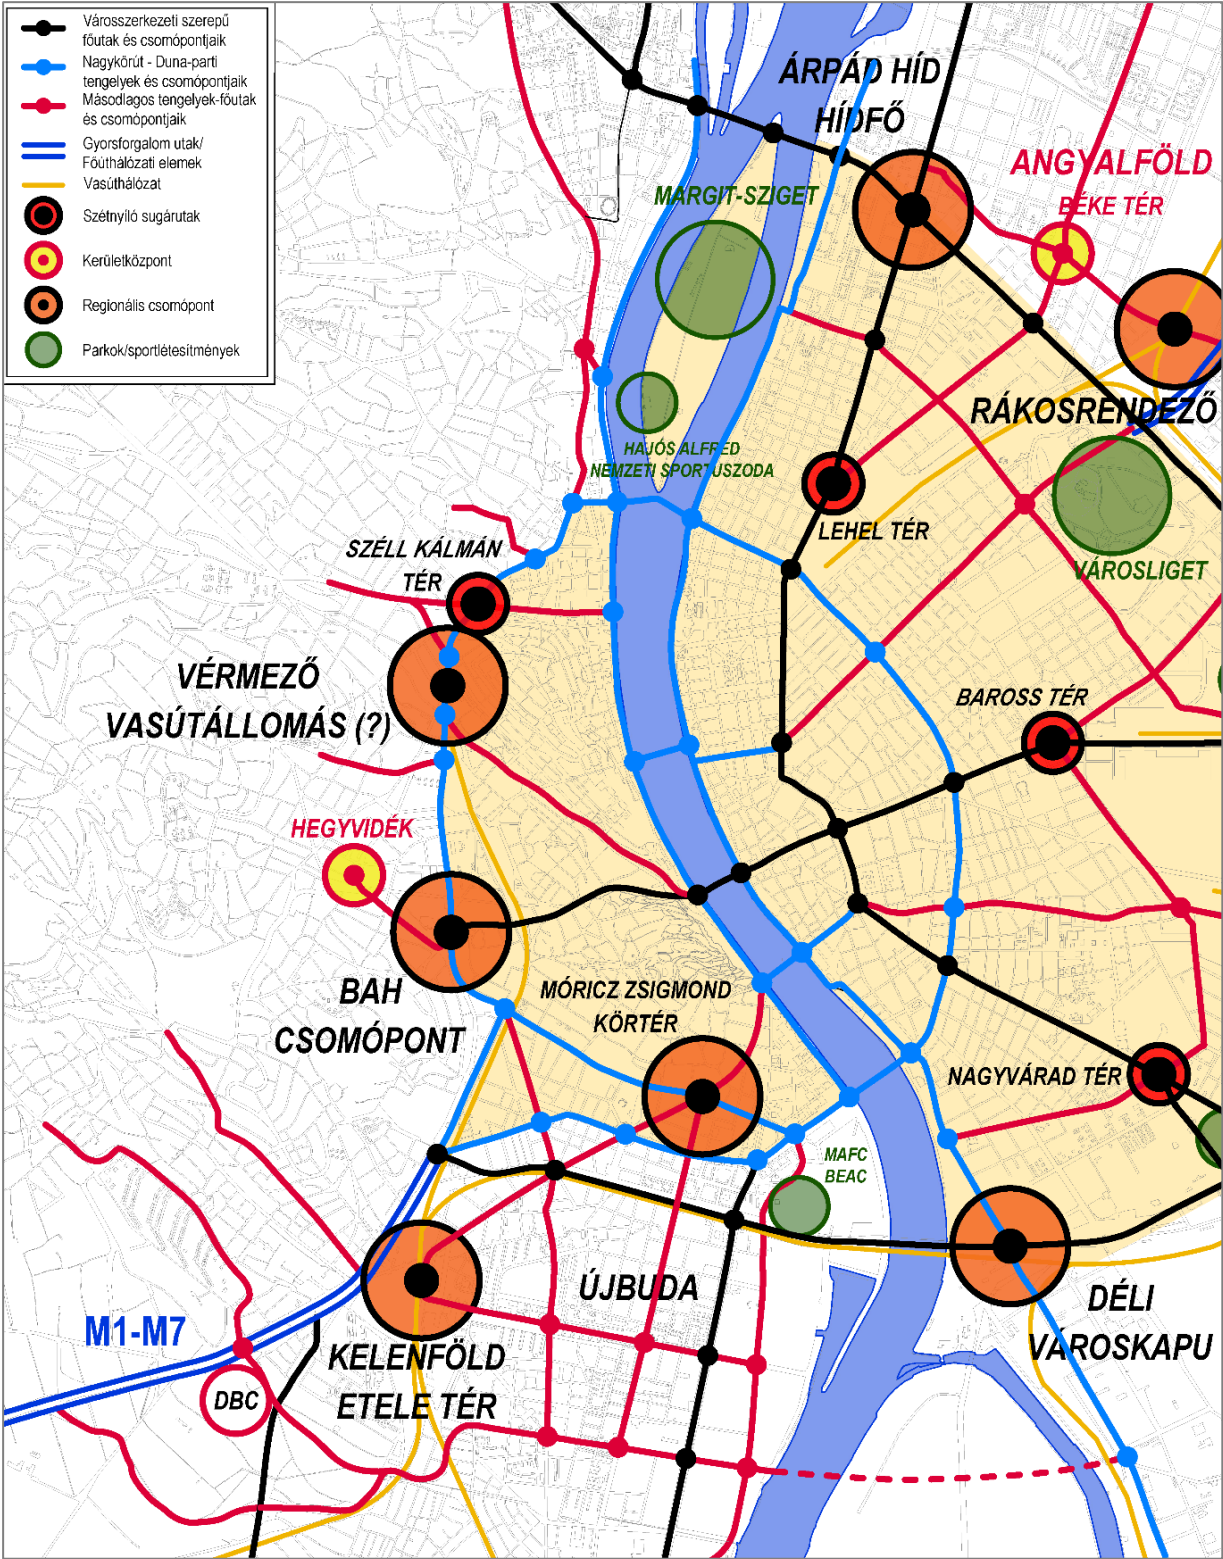 Városszerkezeti szerepű
főutak és csomópontjaik
Nagykörút - Duna-parti
tengelyek és csomópontjaik
Másodlagos tengelyek-főutak
és csomópontjaik
Gyorsforgalom utak/
Főúthálózati elemek
Vasúthálózat
Szétnyíló sugárutak
Kerületközpont
Regionális csomópont
Parkok/sportlétesítmények
ÁRPÁD HÍD
HÍDFŐ
ANGYALFÖLD
BÉKE TÉR
MARGIT-SZIGET
RÁKOSRENDEZŐ
HAJÓS ALFRÉD
NEMZETI SPORTUSZODA
LEHEL TÉR
VÁROSLIGET
SZÉLL KÁLMÁN
TÉR
VÉRMEZŐ
VASÚTÁLLOMÁS (?)
BAROSS TÉR
HEGYVIDÉK
BAH
CSOMÓPONT
MÓRICZ ZSIGMOND
KÖRTÉR
NAGYVÁRAD TÉR
MAFC
BEAC
ÚJBUDA
DÉLI
VÁROSKAPU
M1-M7
KELENFÖLD
ETELE TÉR
DBC